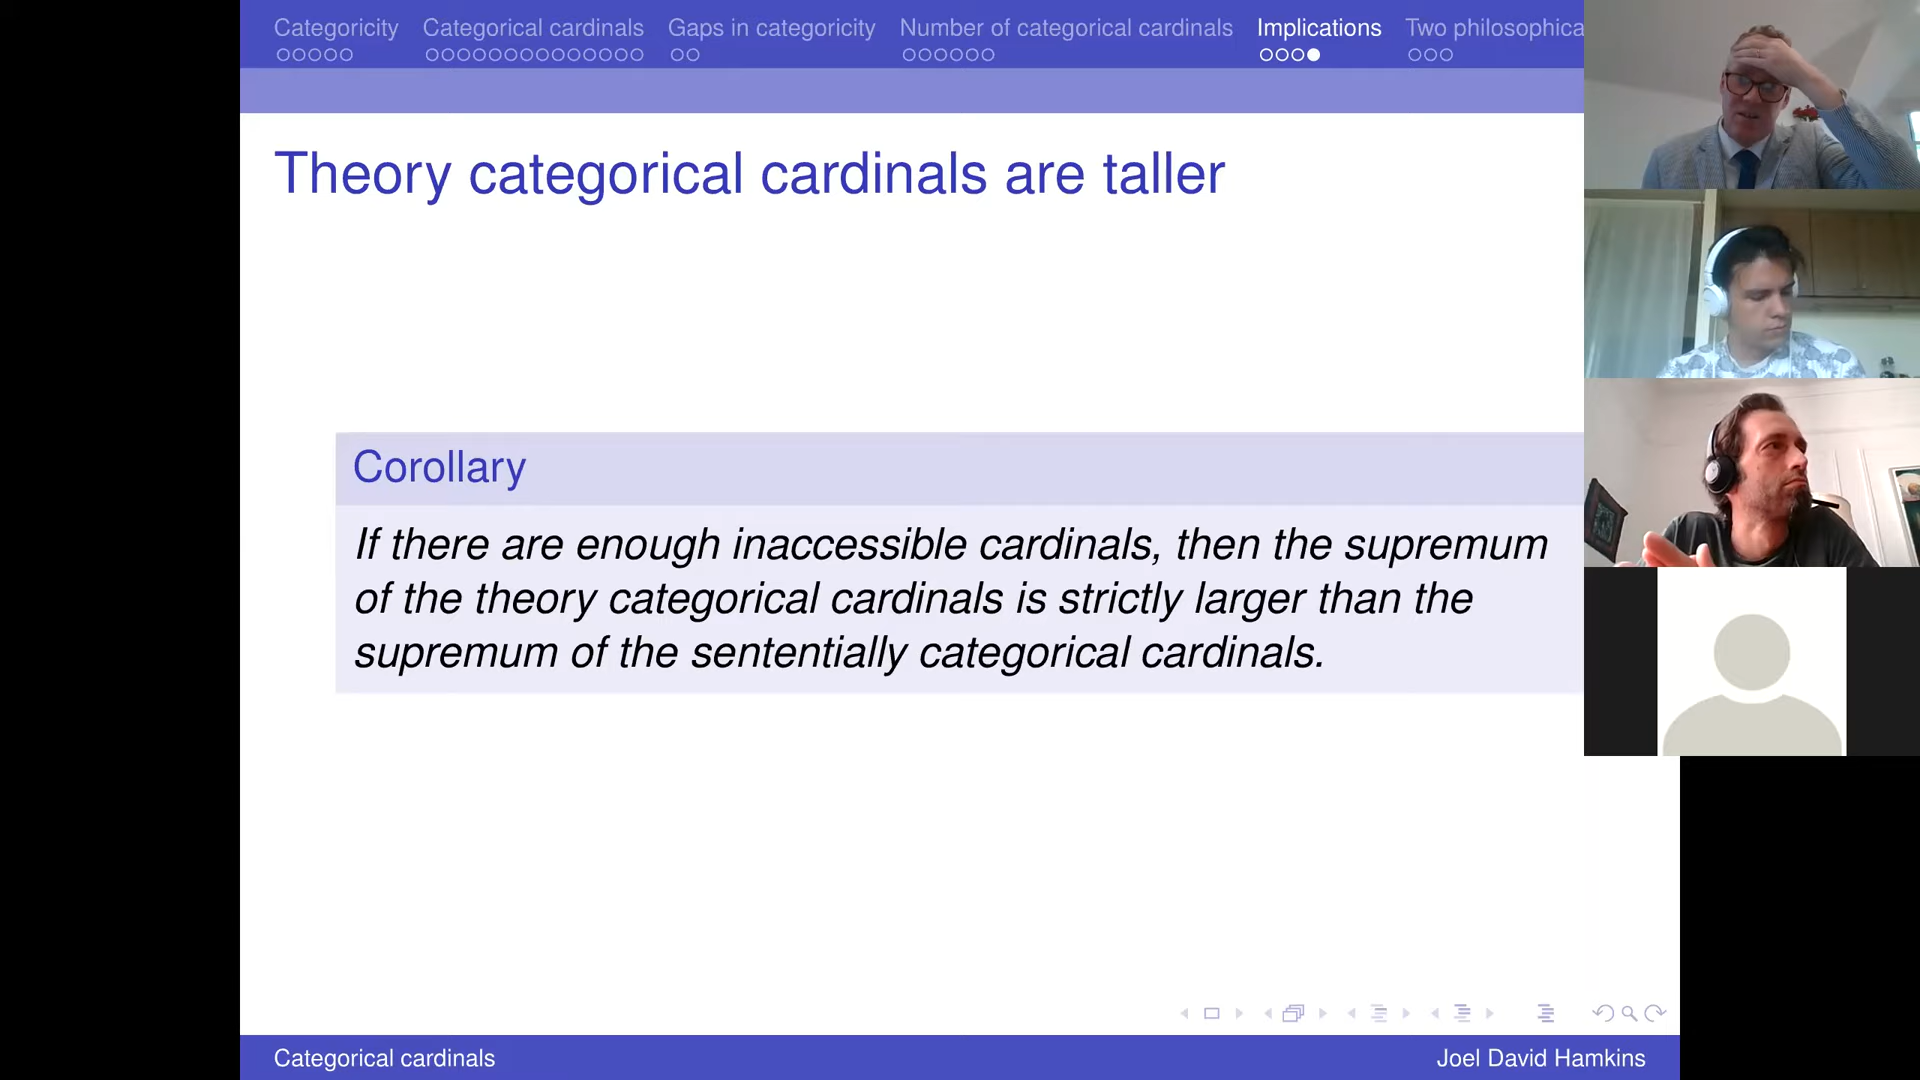 Categoricity Categorical cardinals Gaps in categoricity Number of categorical cardinals Implications Two philosophica
Theory categorical cardinals are taller
Corollary
If there are enough inaccessible cardinals, then the supremum
of the theory categorical cardinals is strictly larger than the
supremum of the sententially categorical cardinals.
Categorical cardinals Joel David Hamkins